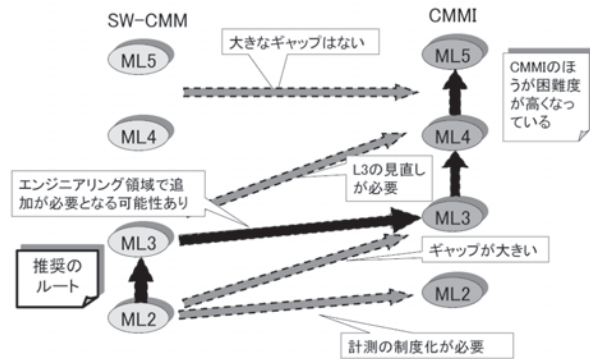 SW-CMM
CMMI
ML5
大きなギャップはない
ML5
CMMIのほ
うが困難度
が高くなっ
ている
ML4
ML4
エンジニアリング領域で追
加が必要となる可能性あり
L3の見直し
が必要
ML3
ML3
推奨の
ルート
ギャップが大きい
ML2
ML2
計測の制度化が必要